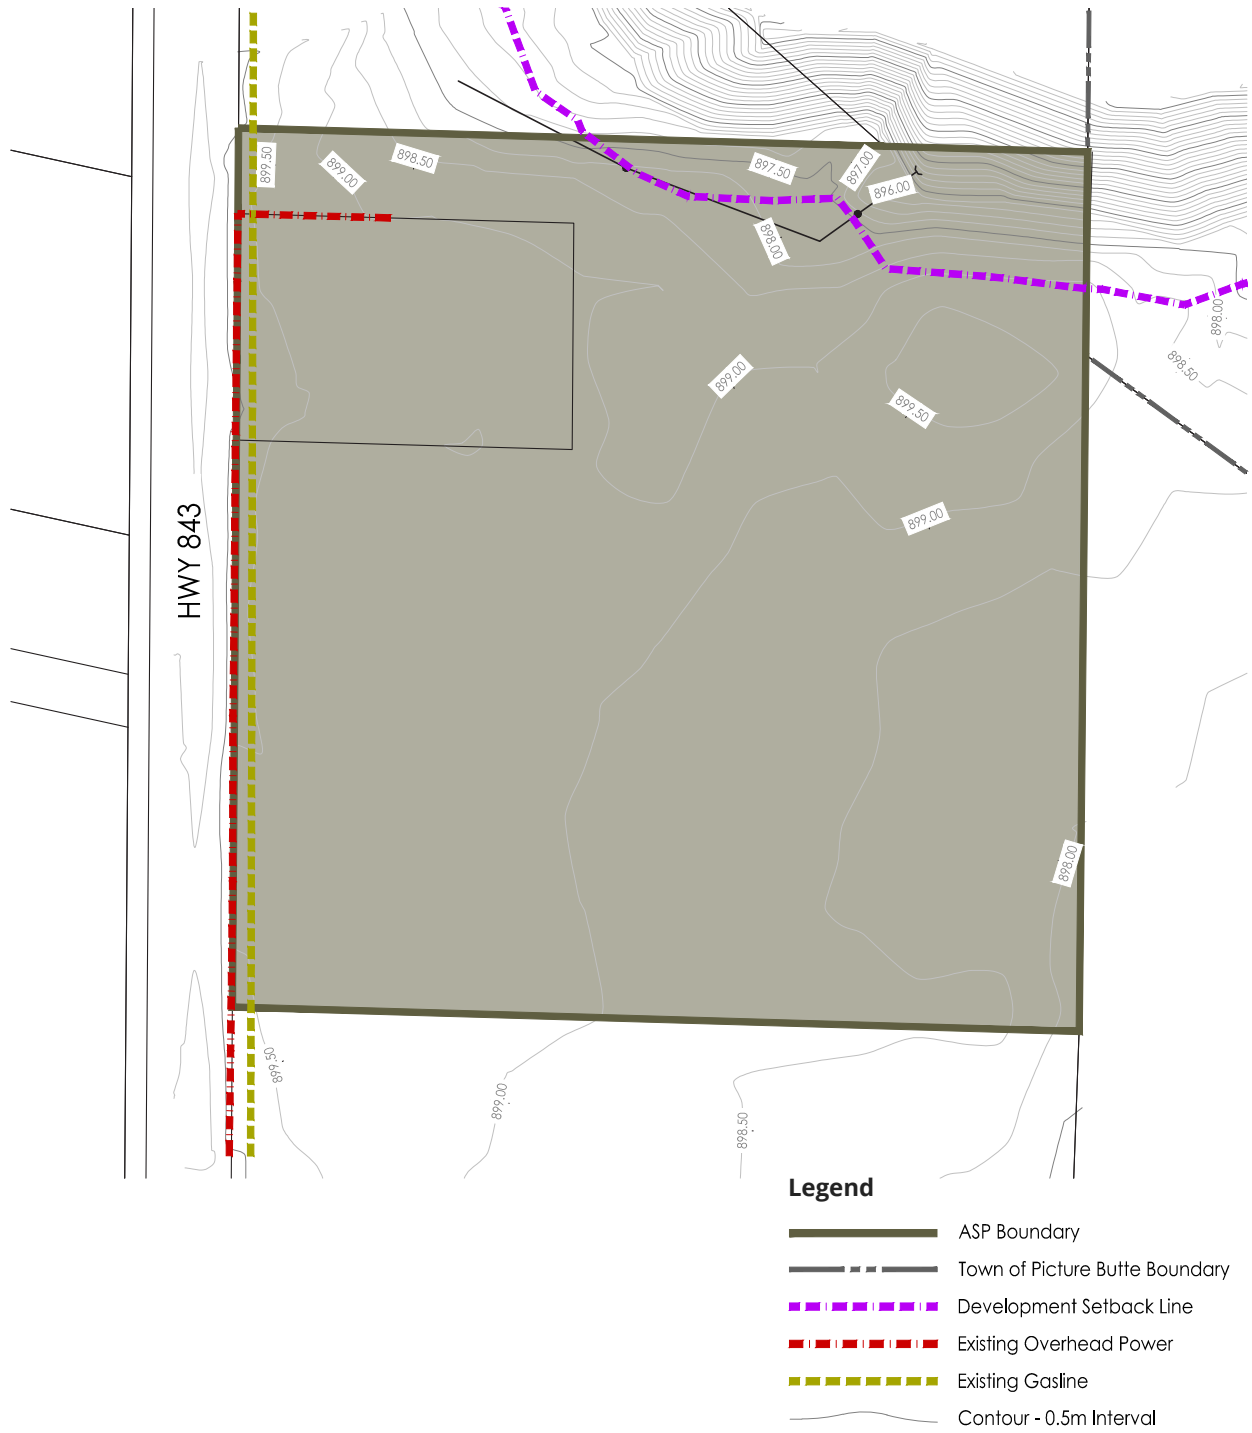 899.50
899.00
898.50
897.50
897.00
896.00
898.00
898.00
898.50
899.00
899.50
899.00
HWY 843
898.00
899.50
899.00
898.50
Legend
ASP Boundary
Town of Picture Butte Boundary
Development Setback Line
Existing Overhead Power
Existing Gasline
Contour - 0.5m Interval